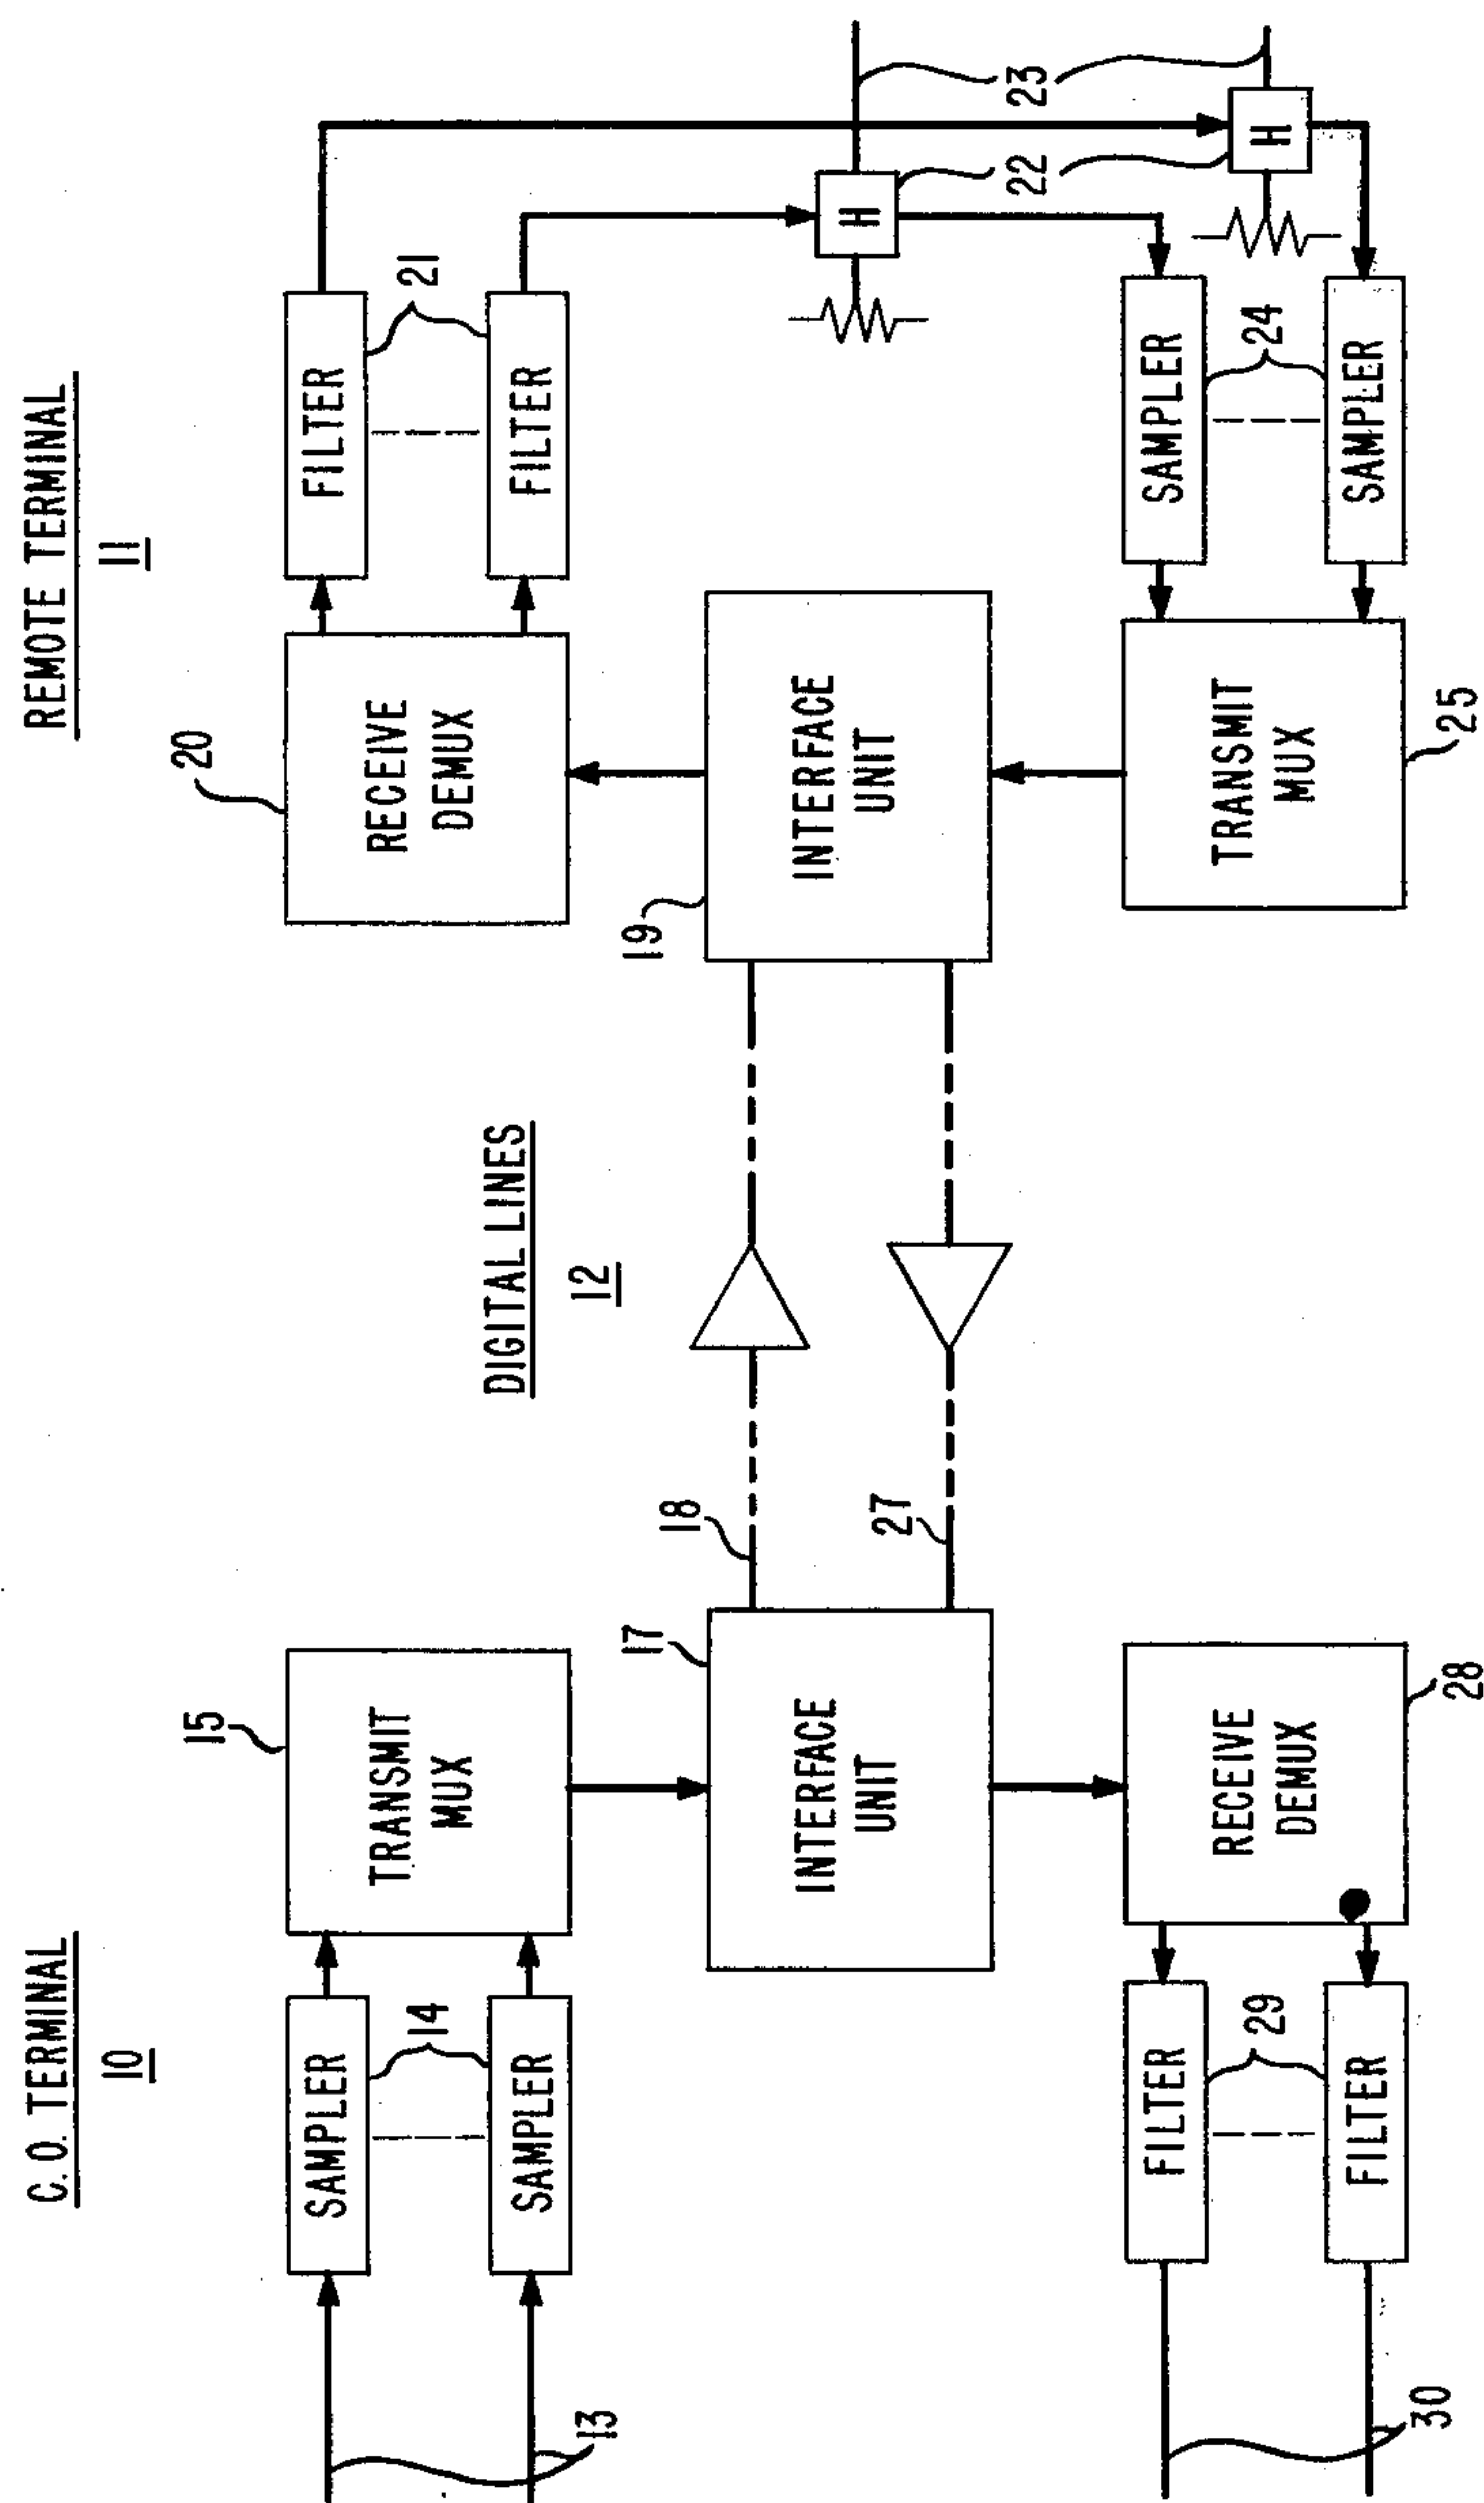 C. O. TERMINAL
10
REMOTE TERMINAL
11
DIGITAL LINES
12
13
SAMPLER
SAMPLER
14
TRANSMIT
MUX
15
INTERFACE
UNIT
17
18
27
INTERFACE
UNIT
19
RECEIVE
DEMUX
20
FILTER
FILTER
21
H
H
22
23
SAMPLER
SAMPLER
24
TRANSMIT
MUX
25
RECEIVE
DEMUX
28
FILTER
FILTER
29
30